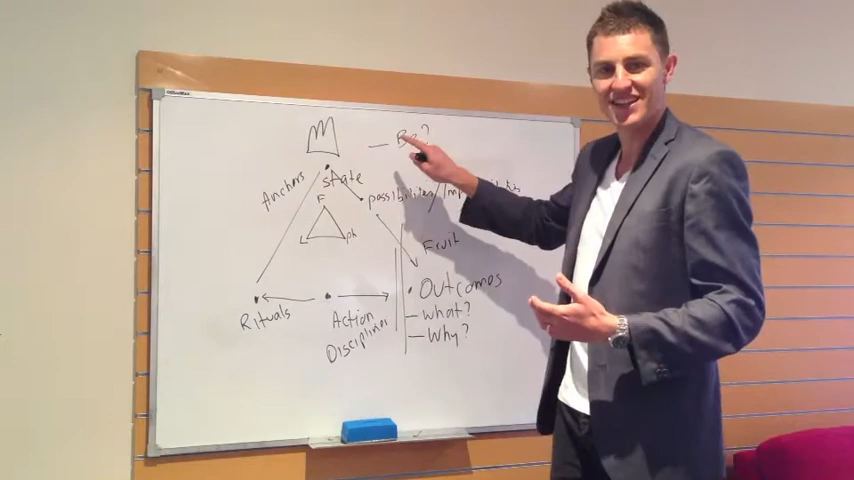 Be?
Anchors
state
possibilities/
F
L
ph
Fruit
Outcomes
Rituals
Action
- what?
Disciplines
- Why?